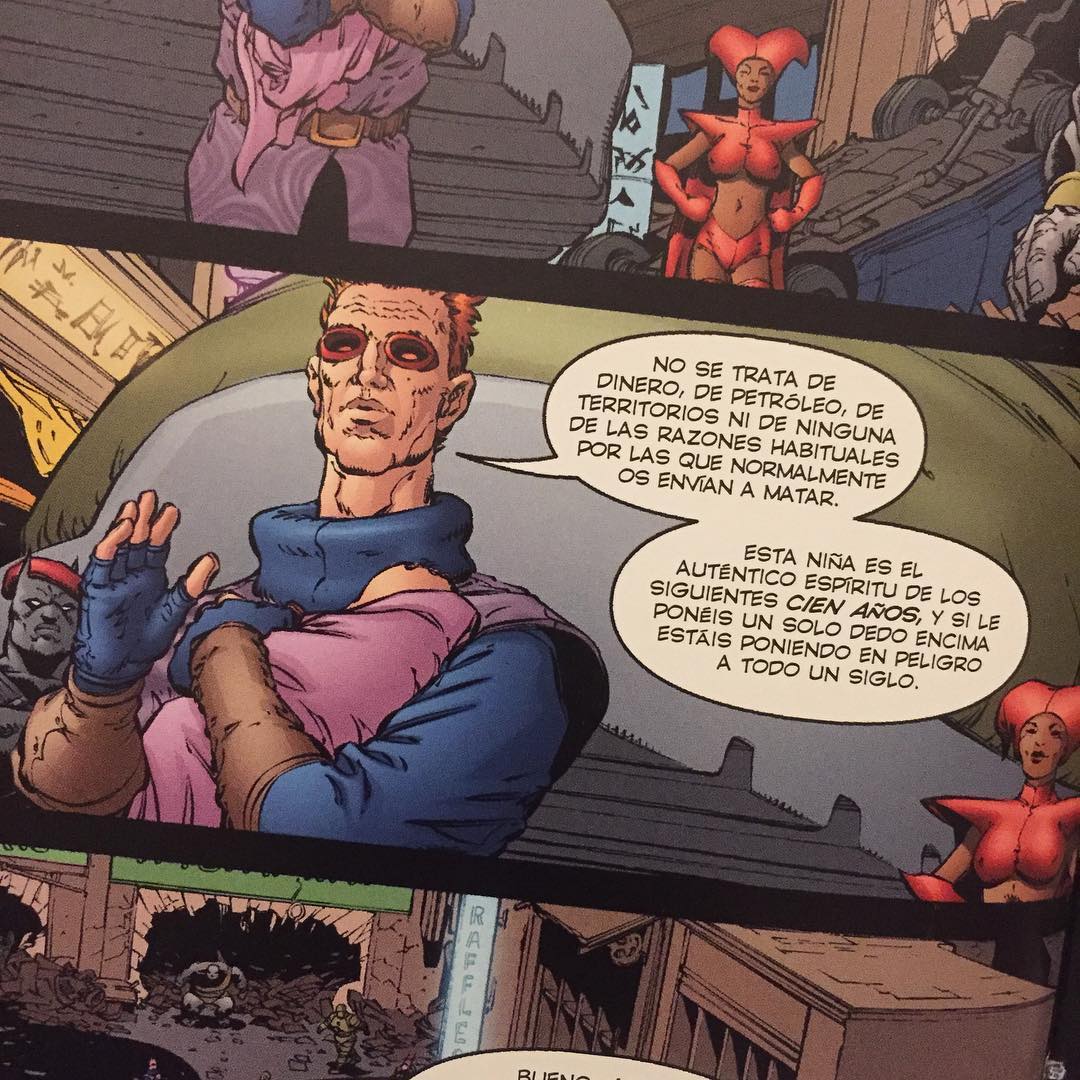 NO SE TRATA DE
DINERO, DE PETRÓLEO, DE
TERRITORIOS NI DE NINGUNA
DE LAS RAZONES HABITUALES
POR LAS QUE NORMALMENTE
OS ENVÍAN A MATAR.
ESTA NIÑA ES EL
AUTÉNTICO ESPÍRITU DE LOS
SIGUIENTES CIEN AÑOS, Y SI LE
PONÉIS UN SOLO DEDO ENCIMA
ESTÁIS PONIENDO EN PELIGRO
A TODO UN SIGLO.
RAFFLES
BUENO